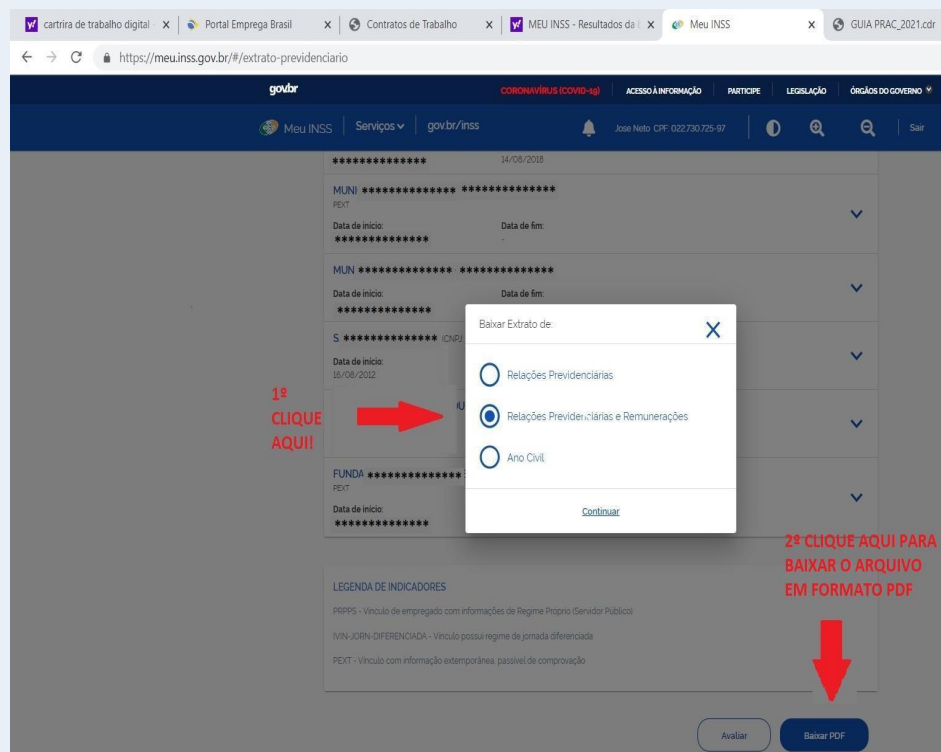 cartrira de trabalho digital
Portal Emprega Brasil
Contratos de Trabalho
MEU INSS - Resultados da
Meu INSS
GUIA PRAC_2021.cdr
https://meu.inss.gov.br/#/extrato-previdenciario
gov.br
CORONAVÍRUS (COVID-19)
ACESSO À INFORMAÇÃO
PARTICIPE
LEGISLAÇÃO
ÓRGÃOS DO GOVERNO
Meu INSS
Serviços
gov.br/inss
Jose Neto CPF: 022.730.725-97
Sair
************** 14/08/2018
MUNI ************** **************
PEXT
Data de início: Data de fim:
************** -
MUN ************** **************
Data de início: Data de fim:
**************
S ************** (CNPJ
Data de início:
16/08/2012
FUNDA **************
PEXT
Data de início:
**************
Baixar Extrato de:
Relações Previdenciárias
Relações Previdenciárias e Remunerações
Ano Civil
Continuar
1º
CLIQUE
AQUI!
2º CLIQUE AQUI PARA
BAIXAR O ARQUIVO
EM FORMATO PDF
LEGENDA DE INDICADORES
PRPPS - Vínculo de empregado com informações de Regime Próprio (Servidor Público)
IVIN-JORN-DIFERENCIADA - Vínculo possui regime de jornada diferenciada
PEXT - Vínculo com informação extemporânea, passível de comprovação
Avaliar
Baixar PDF